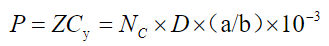 P = ZC_y = N_C × D × (a/b) × 10^{-3}